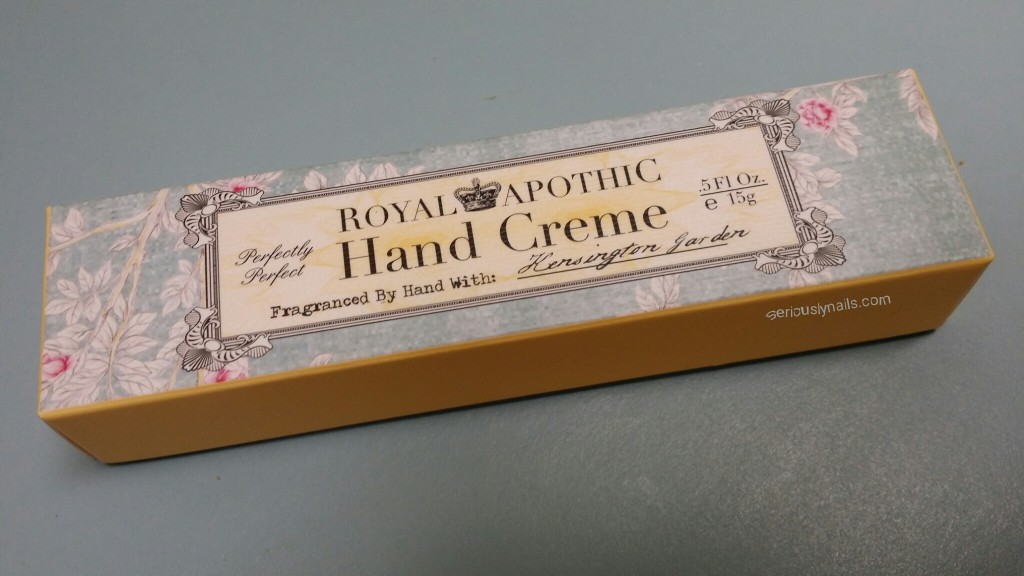 ROYAL APOTHIC
Perfectly
Perfect
Hand Creme
.5 Fl Oz.
e 15g
Fragranced By Hand With: Kensington Garden
seriouslynails.com